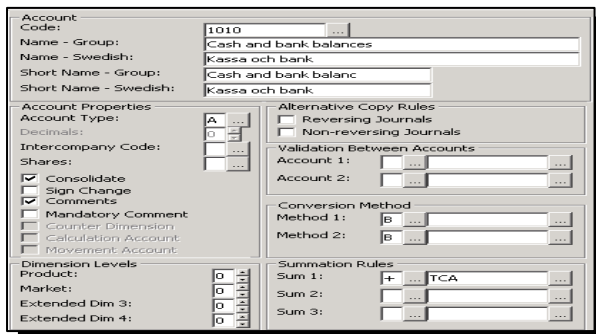 Account
Code: 1010 ...
Name - Group: Cash and bank balances
Name - Swedish: Kassa och bank
Short Name - Group: Cash and bank balanc
Short Name - Swedish: Kassa och bank
Account Properties
Account Type: A ...
Decimals: 0
Intercompany Code: ...
Shares: ...
Consolidate
Sign Change
Comments
Mandatory Comment
Counter Dimension
Calculation Account
Movement Account
Alternative Copy Rules
Reversing Journals
Non-reversing Journals
Validation Between Accounts
Account 1: ... ...
Account 2: ... ...
Conversion Method
Method 1: B ... ...
Method 2: B ... ...
Dimension Levels
Product: 0
Market: 0
Extended Dim 3: 0
Extended Dim 4: 0
Summation Rules
Sum 1: + ... TCA ...
Sum 2: ... ...
Sum 3: ... ...